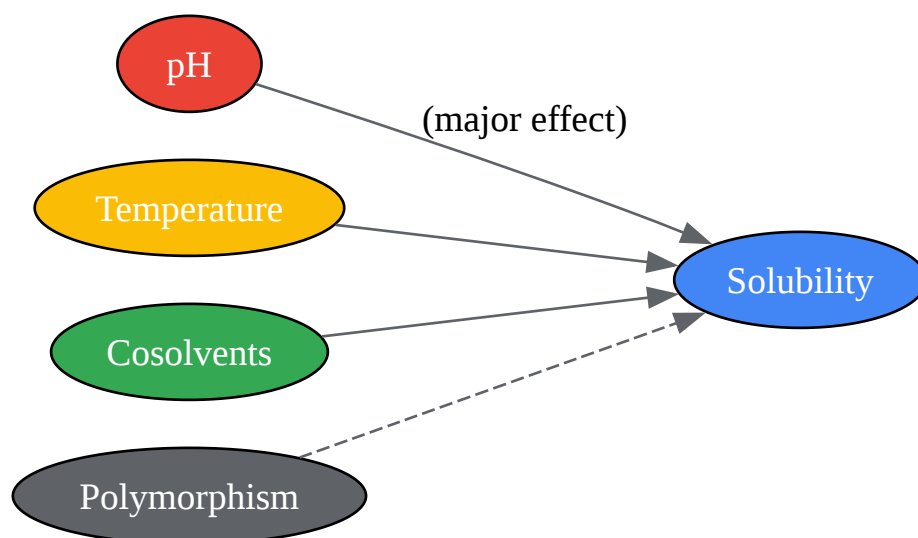 pH
(major effect)
Temperature
Solubility
Cosolvents
Polymorphism